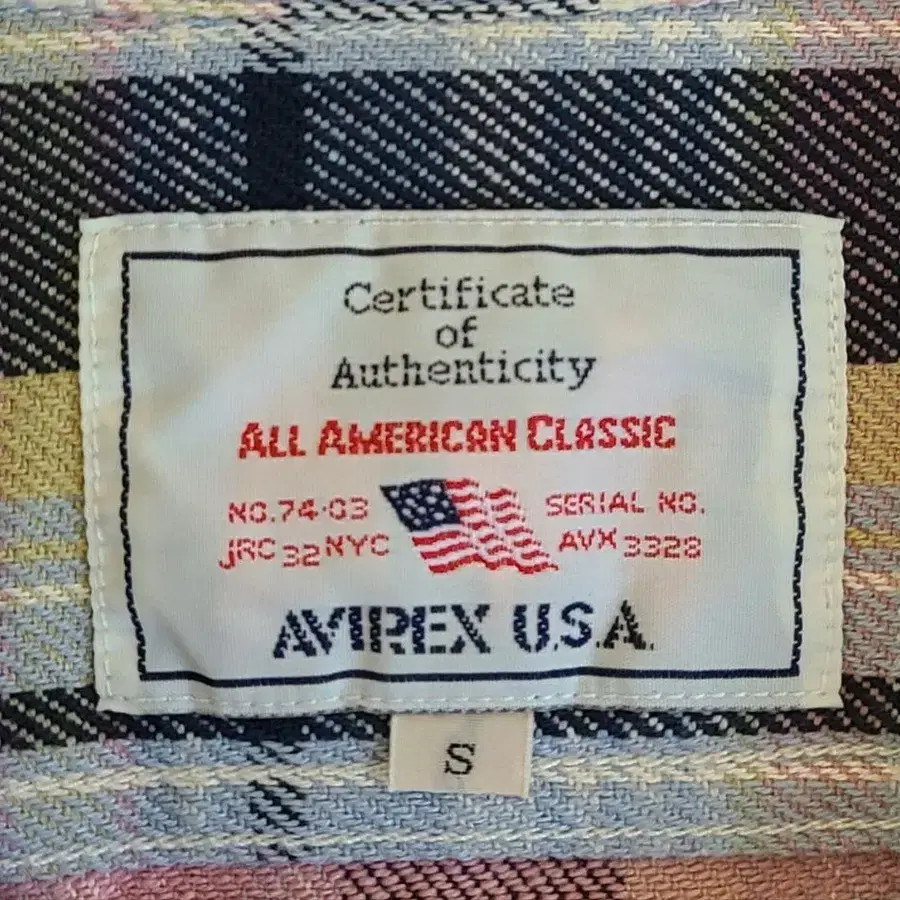 Certificate
of
Authenticity
ALL AMERICAN CLASSIC
NO.74-03 SERIAL NO.
JRC 32 NYC AVX 3328
AVIREX U.S.A.
S